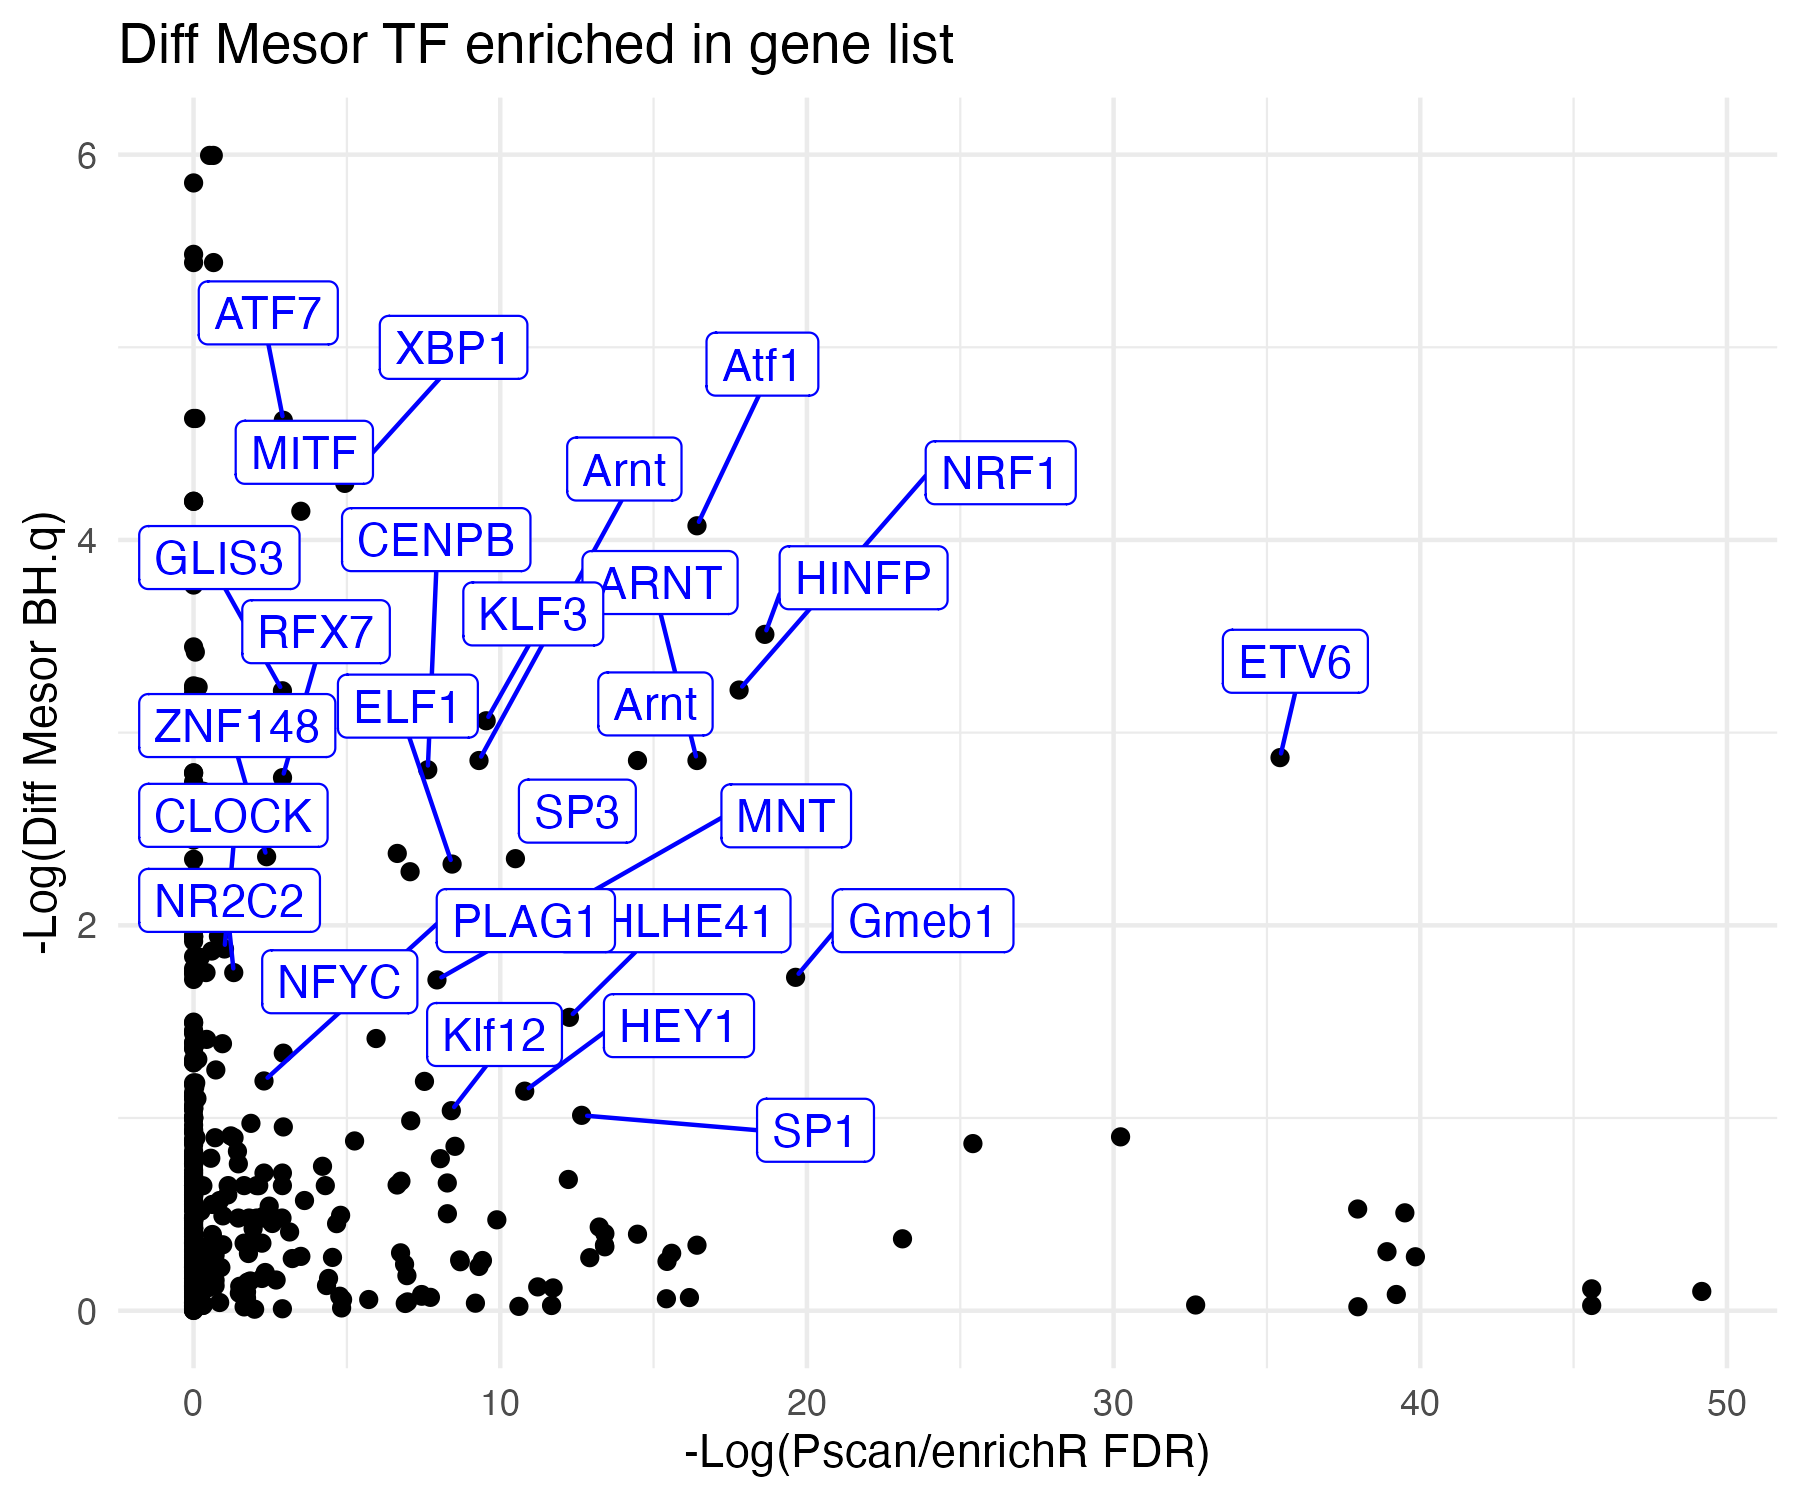 Diff Mesor TF enriched in gene list
6
4
2
0
-Log(Diff Mesor BH.q)
ATF7
XBP1
Atf1
MITF
Arnt
NRF1
GLIS3
CENPB
ARNT
HINFP
KLF3
RFX7
ETV6
ZNF148
ELF1
Arnt
CLOCK
SP3
MNT
NR2C2
PLAG1
HLHE41
Gmeb1
NFYC
Klf12
HEY1
SP1
0 10 20 30 40 50
-Log(Pscan/enrichR FDR)